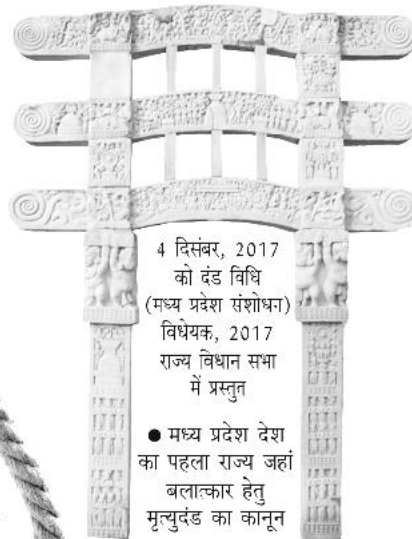 4 दिसंबर, 2017
को दंड विधि
(मध्य प्रदेश संशोधन)
विधेयक, 2017
राज्य विधान सभा
में प्रस्तुत
● मध्य प्रदेश देश
का पहला राज्य जहां
बलात्कार हेतु
मृत्युदंड का कानून